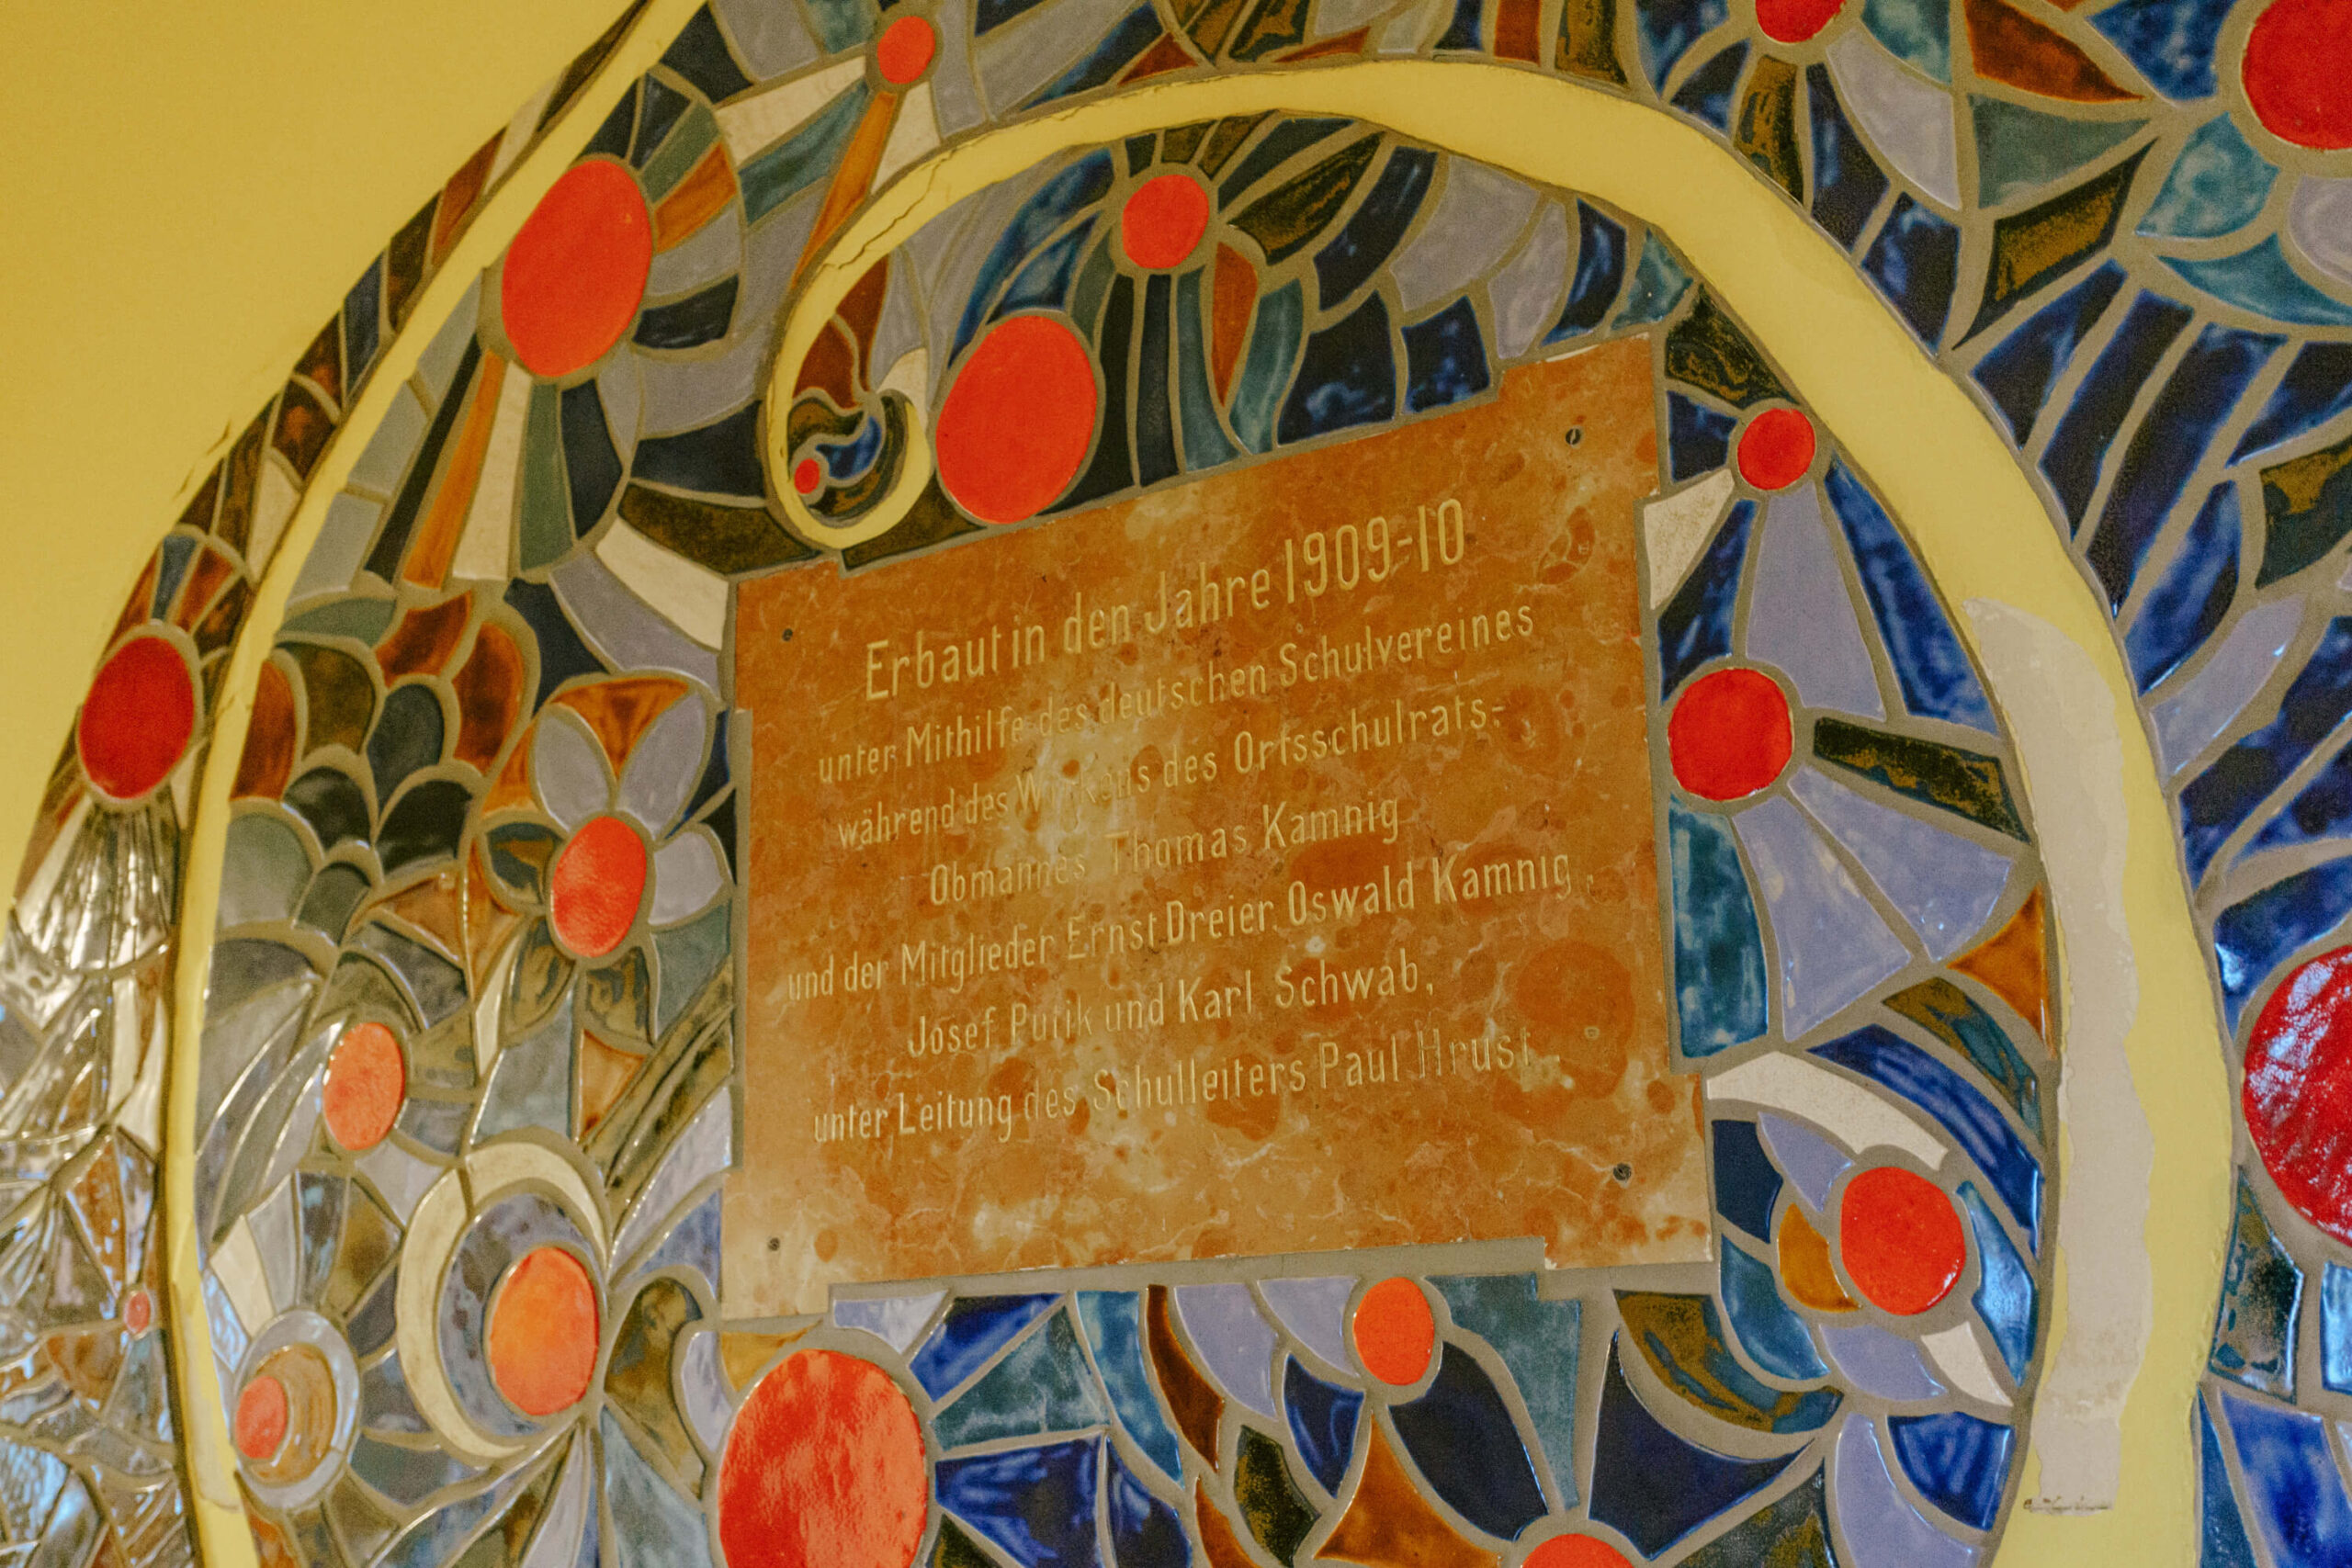 Erbaut in den Jahre 1909-10
unter Mithilfe des deutschen Schulvereines
während des Wirkens des Ortsschulrats-
Obmannes Thomas Kamnig
und der Mitglieder Ernst Dreier, Oswald Kamnig,
Josef und Karl Schwab,
unter Leitung des Schulleiters Paul Hrust.